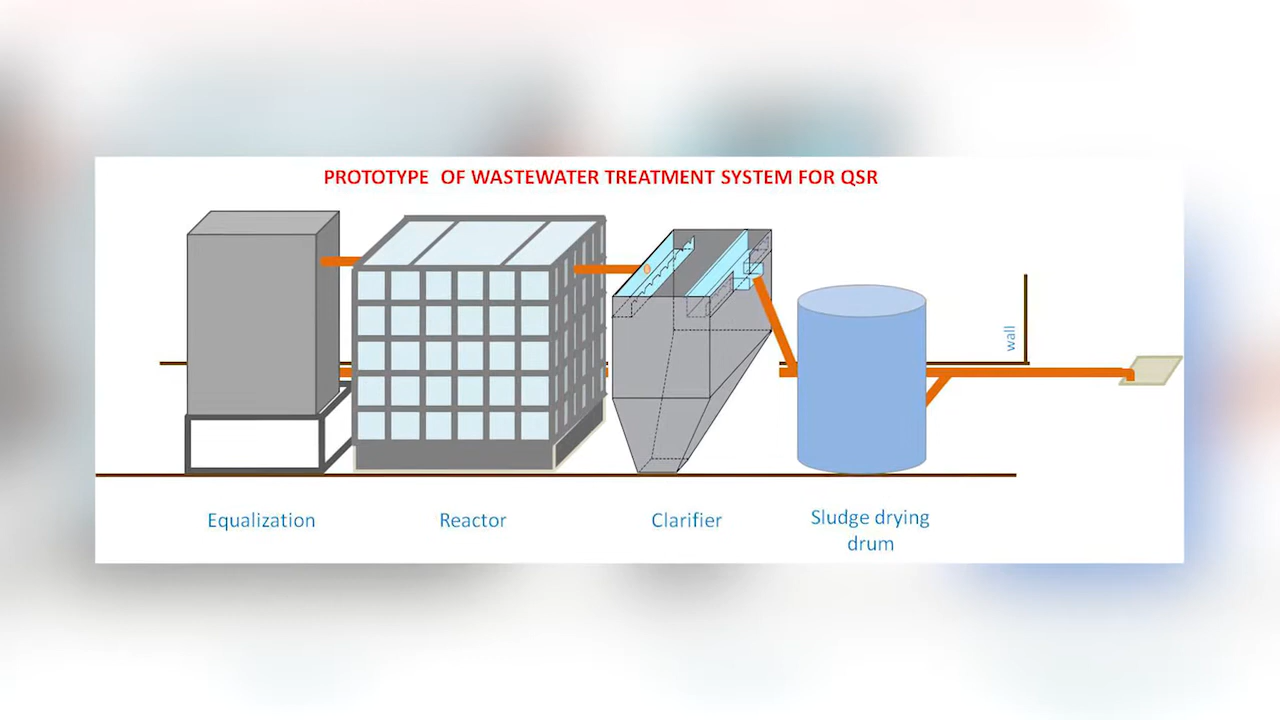 PROTOTYPE OF WASTEWATER TREATMENT SYSTEM FOR QSR
wall
Equalization
Reactor
Clarifier
Sludge drying
drum